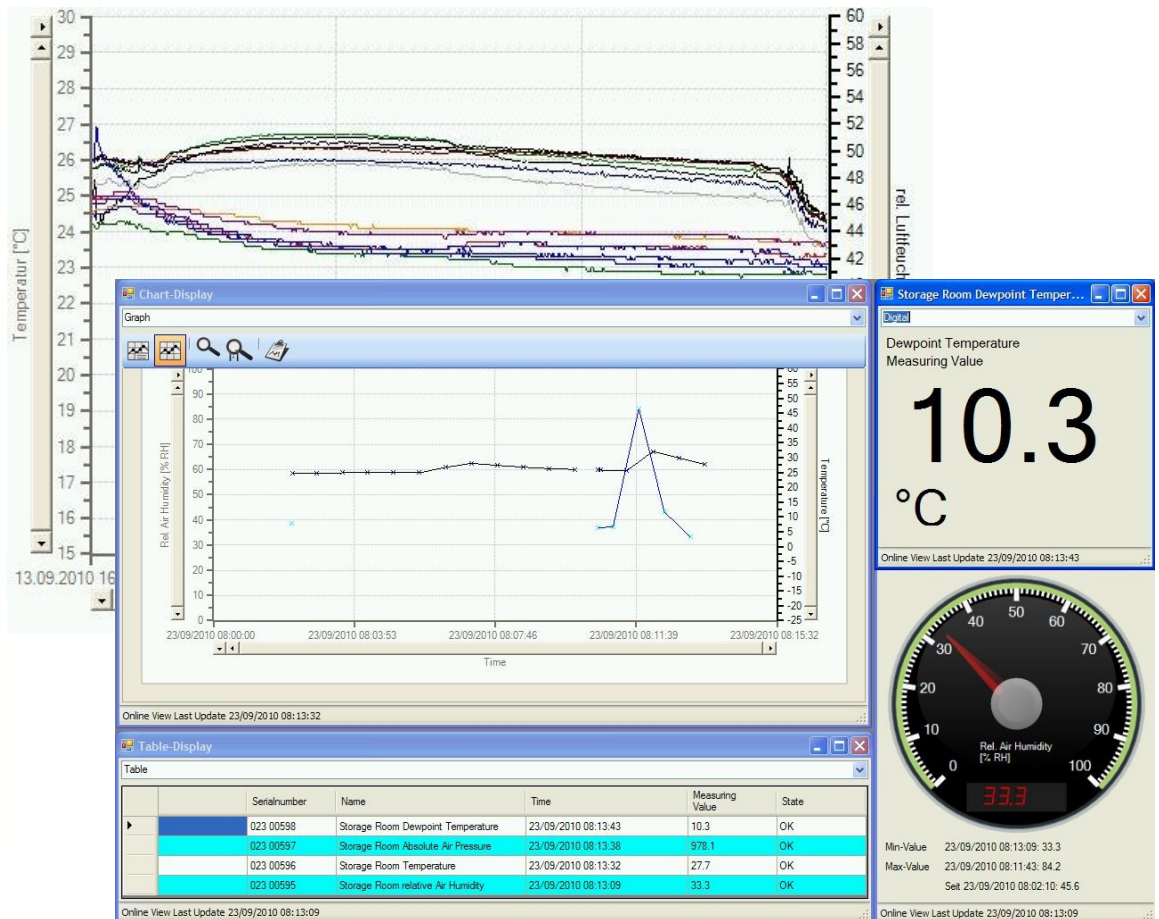 30
29
28
27
26
25
24
23
22
21
20
19
18
17
16
15
Temperatur [°C]
13.09.2010 16
60
58
56
54
52
50
48
46
44
42
rel. Luftfeuch
Chart-Display
Graph
100
90
80
70
60
50
40
30
20
10
0
Rel. Air Humidity [% RH]
60
55
50
45
40
35
30
25
20
15
10
5
0
-5
-10
-15
-20
-25
Temperature [°C]
23/09/2010 08:00:00 23/09/2010 08:03:53 23/09/2010 08:07:46 23/09/2010 08:11:39 23/09/2010 08:15:32
Time
Online View Last Update 23/09/2010 08:13:32
Storage Room Dewpoint Temper...
Digital
Dewpoint Temperature
Measuring Value
10.3
°C
Online View Last Update 23/09/2010 08:13:43
Table-Display
Table
Serialnumber Name Time Measuring Value State
023 00598 Storage Room Dewpoint Temperature 23/09/2010 08:13:43 10.3 OK
023 00597 Storage Room Absolute Air Pressure 23/09/2010 08:13:38 978.1 OK
023 00596 Storage Room Temperature 23/09/2010 08:13:32 27.7 OK
023 00595 Storage Room relative Air Humidity 23/09/2010 08:13:09 33.3 OK
Online View Last Update 23/09/2010 08:13:09
0 10 20 30 40 50 60 70 80 90 100
Rel. Air Humidity
[% RH]
33.3
Min-Value 23/09/2010 08:13:09: 33.3
Max-Value 23/09/2010 08:11:43: 84.2
Seit 23/09/2010 08:02:10: 45.6
Online View Last Update 23/09/2010 08:13:09